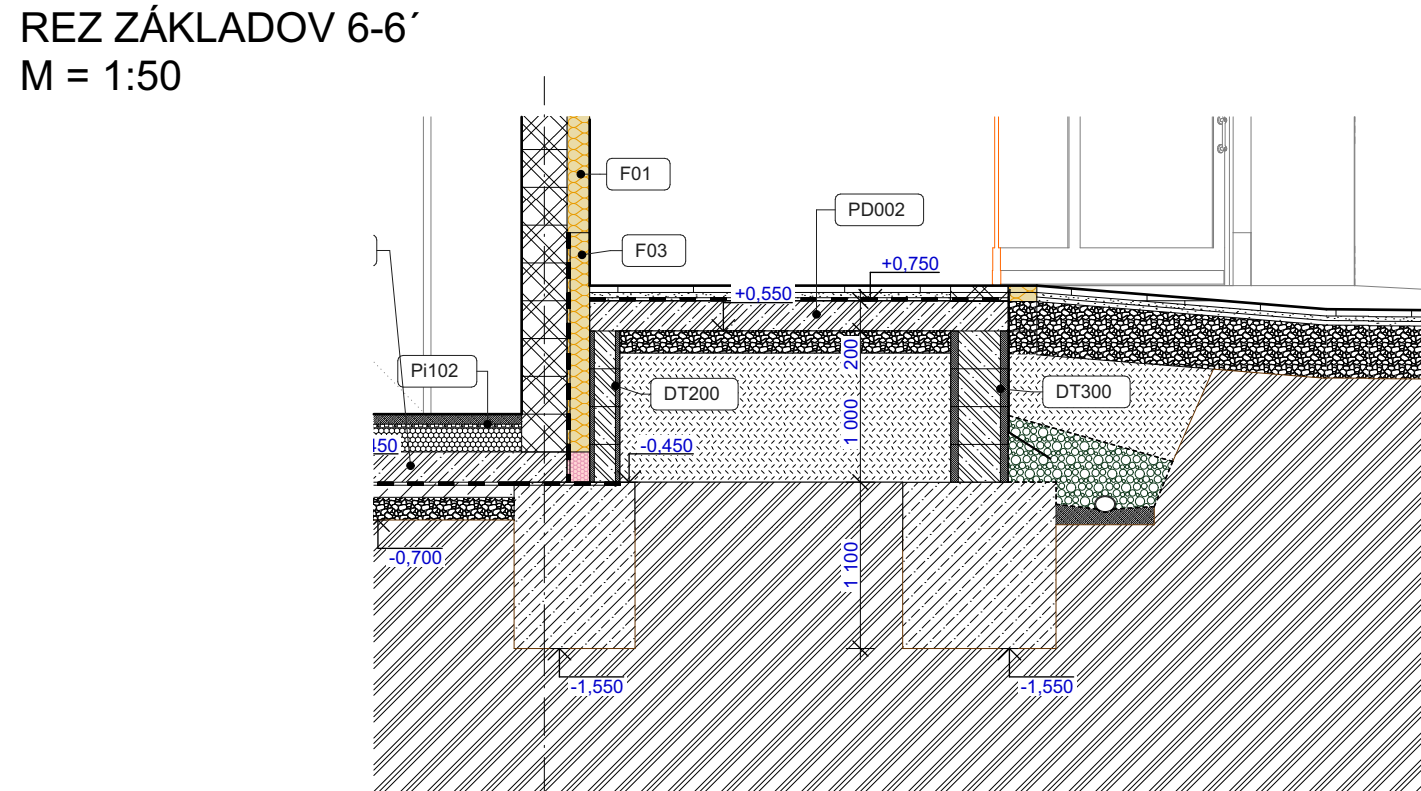 REZ ZÁKLADOV 6-6´
M = 1:50
F01
PD002
F03
+0,750
+0,550
200
Pi102
DT200
DT300
1 000
450
-0,450
-0,700
1 100
-1,550
-1,550